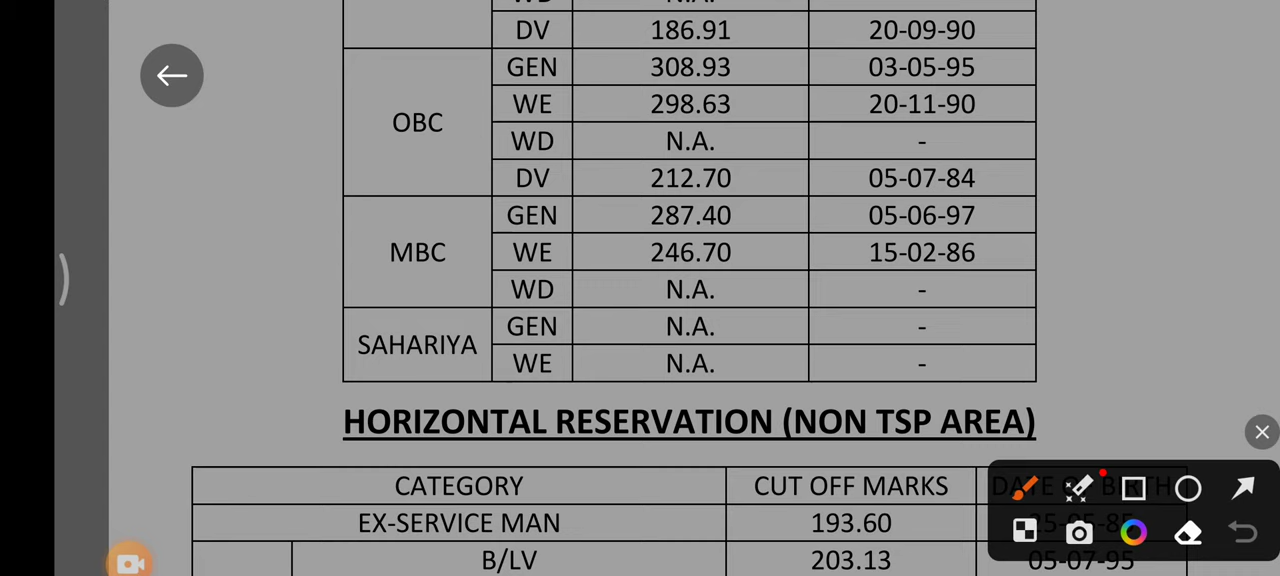 DV 186.91 20-09-90
GEN 308.93 03-05-95
OBC WE 298.63 20-11-90
WD N.A. -
DV 212.70 05-07-84
GEN 287.40 05-06-97
MBC WE 246.70 15-02-86
WD N.A. -
SAHARIYA GEN N.A. -
WE N.A. -
HORIZONTAL RESERVATION (NON TSP AREA)
CATEGORY CUT OFF MARKS DATE OF BIRTH
EX-SERVICE MAN 193.60
B/LV 203.13 05-07-95